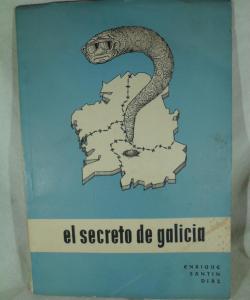 el secreto de galicia
ENRIQUE
SANTIN
DIAZ